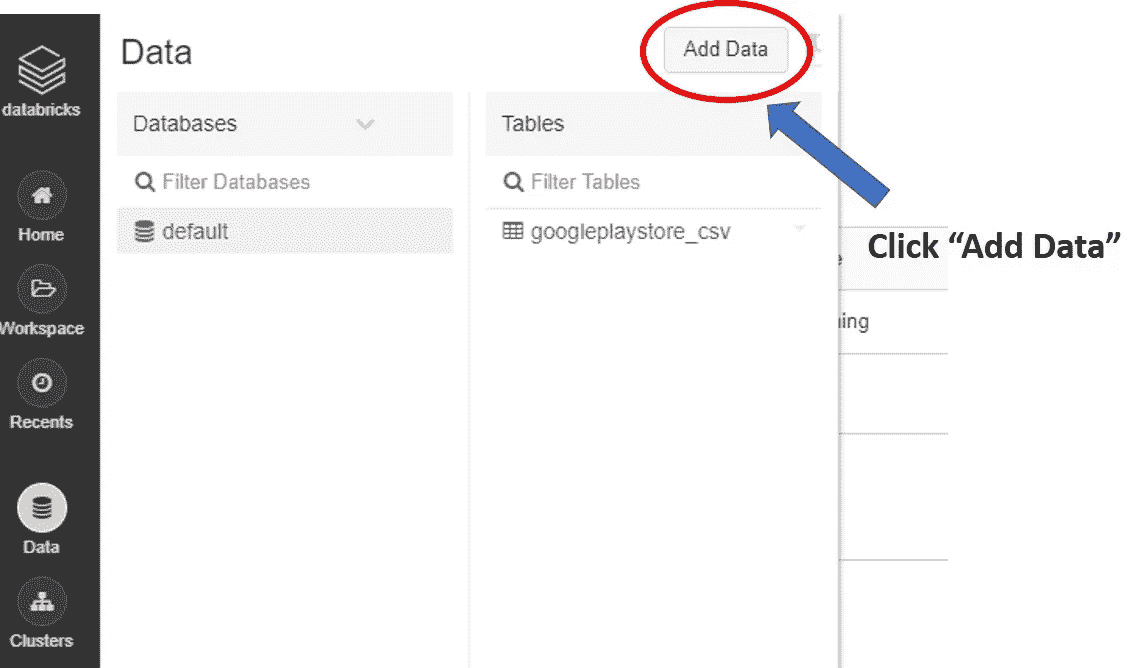 databricks
Home
Workspace
Recents
Data
Clusters
Data
Add Data
Databases
Filter Databases
default
Tables
Filter Tables
googleplaystore_csv
Click “Add Data”